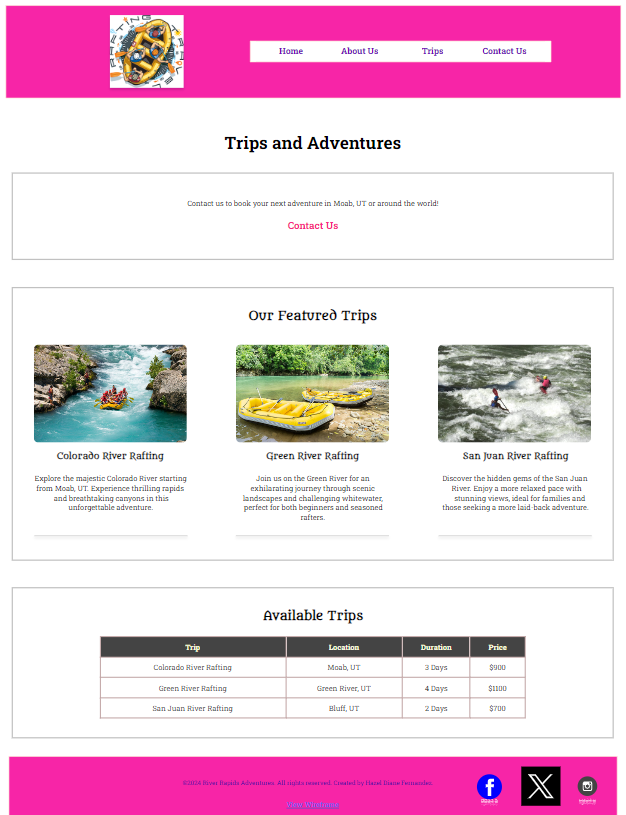 RAFTING
Home About Us Trips Contact Us
Trips and Adventures
Contact us to book your next adventure in Moab, UT or around the world!
Contact Us
Our Featured Trips
Colorado River Rafting Green River Rafting San Juan River Rafting
Explore the majestic Colorado River starting
from Moab, UT. Experience thrilling rapids
and breathtaking canyons in this
unforgettable adventure.
Join us on the Green River for an
exhilarating journey through scenic
landscapes and challenging whitewater,
perfect for both beginners and seasoned
rafters.
Discover the hidden gems of the San Juan
River. Enjoy a more relaxed pace with
stunning views, ideal for families and
those seeking a more laid-back adventure.
Available Trips
Trip Location Duration Price
Colorado River Rafting Moab, UT 3 Days $900
Green River Rafting Green River, UT 4 Days $1100
San Juan River Rafting Bluff, UT 2 Days $700
©2024 River Rapids Adventures. All rights reserved. Created by Hazel Diane Fernandez.